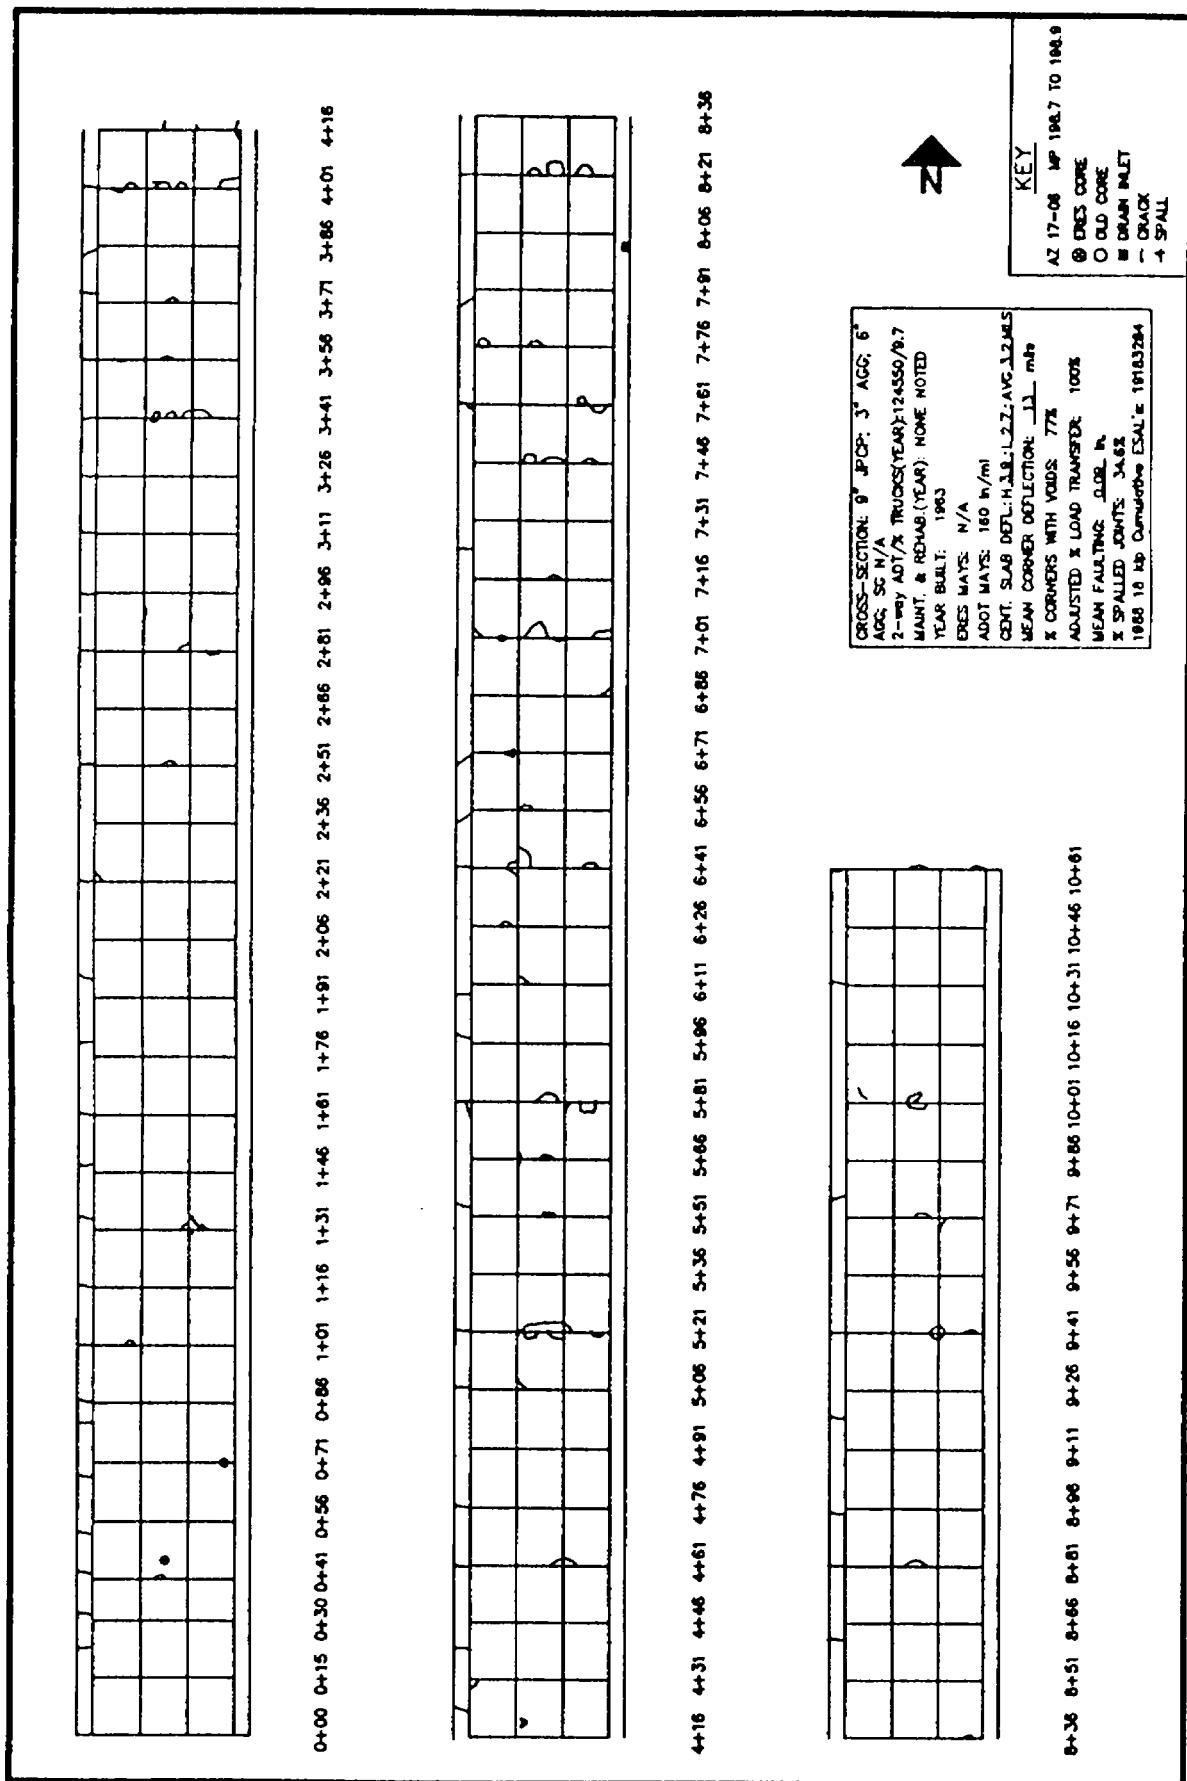 0+00 0+15 0+30 0+41 0+56 0+71 0+86 1+01 1+16 1+31 1+46 1+61 1+76 1+91 2+06 2+21 2+36 2+51 2+66 2+81 2+96 3+11 3+26 3+41 3+56 3+71 3+86 4+01 4+16
4+16 4+31 4+46 4+61 4+76 4+91 5+06 5+21 5+36 5+51 5+66 5+81 5+96 6+11 6+26 6+41 6+56 6+71 6+86 7+01 7+16 7+31 7+46 7+61 7+76 7+91 8+06 8+21 8+36
8+36 8+51 8+66 8+81 8+96 9+11 9+26 9+41 9+56 9+71 9+86 10+01 10+16 10+31 10+46 10+61
CROSS-SECTION: 9" JPCP; 3" AGG; 6"
AGG; SG N/A
2-way ADT/% TRUCKS(YEAR):124550/9.7
MAINT. & REHAB.(YEAR): NONE NOTED
YEAR BUILT: 1963
ERES MAYS: N/A
ADOT MAYS: 160 in/mi
CENT. SLAB DEFL.: H 3.9 ; L 2.7 ; AVG 3.2 MILS
MEAN CORNER DEFLECTION: mils
% CORNERS WITH VOIDS: 77%
ADJUSTED % LOAD TRANSFER: 100%
MEAN FAULTING: 0.09 in.
% SPALLED JOINTS: 34.6%
1988 18 kip Cumulative ESAL's: 19183284
N
KEY
AZ 17-08 MP 198.7 TO 198.9
ERES CORE
OLD CORE
DRAIN INLET
CRACK
SPALL